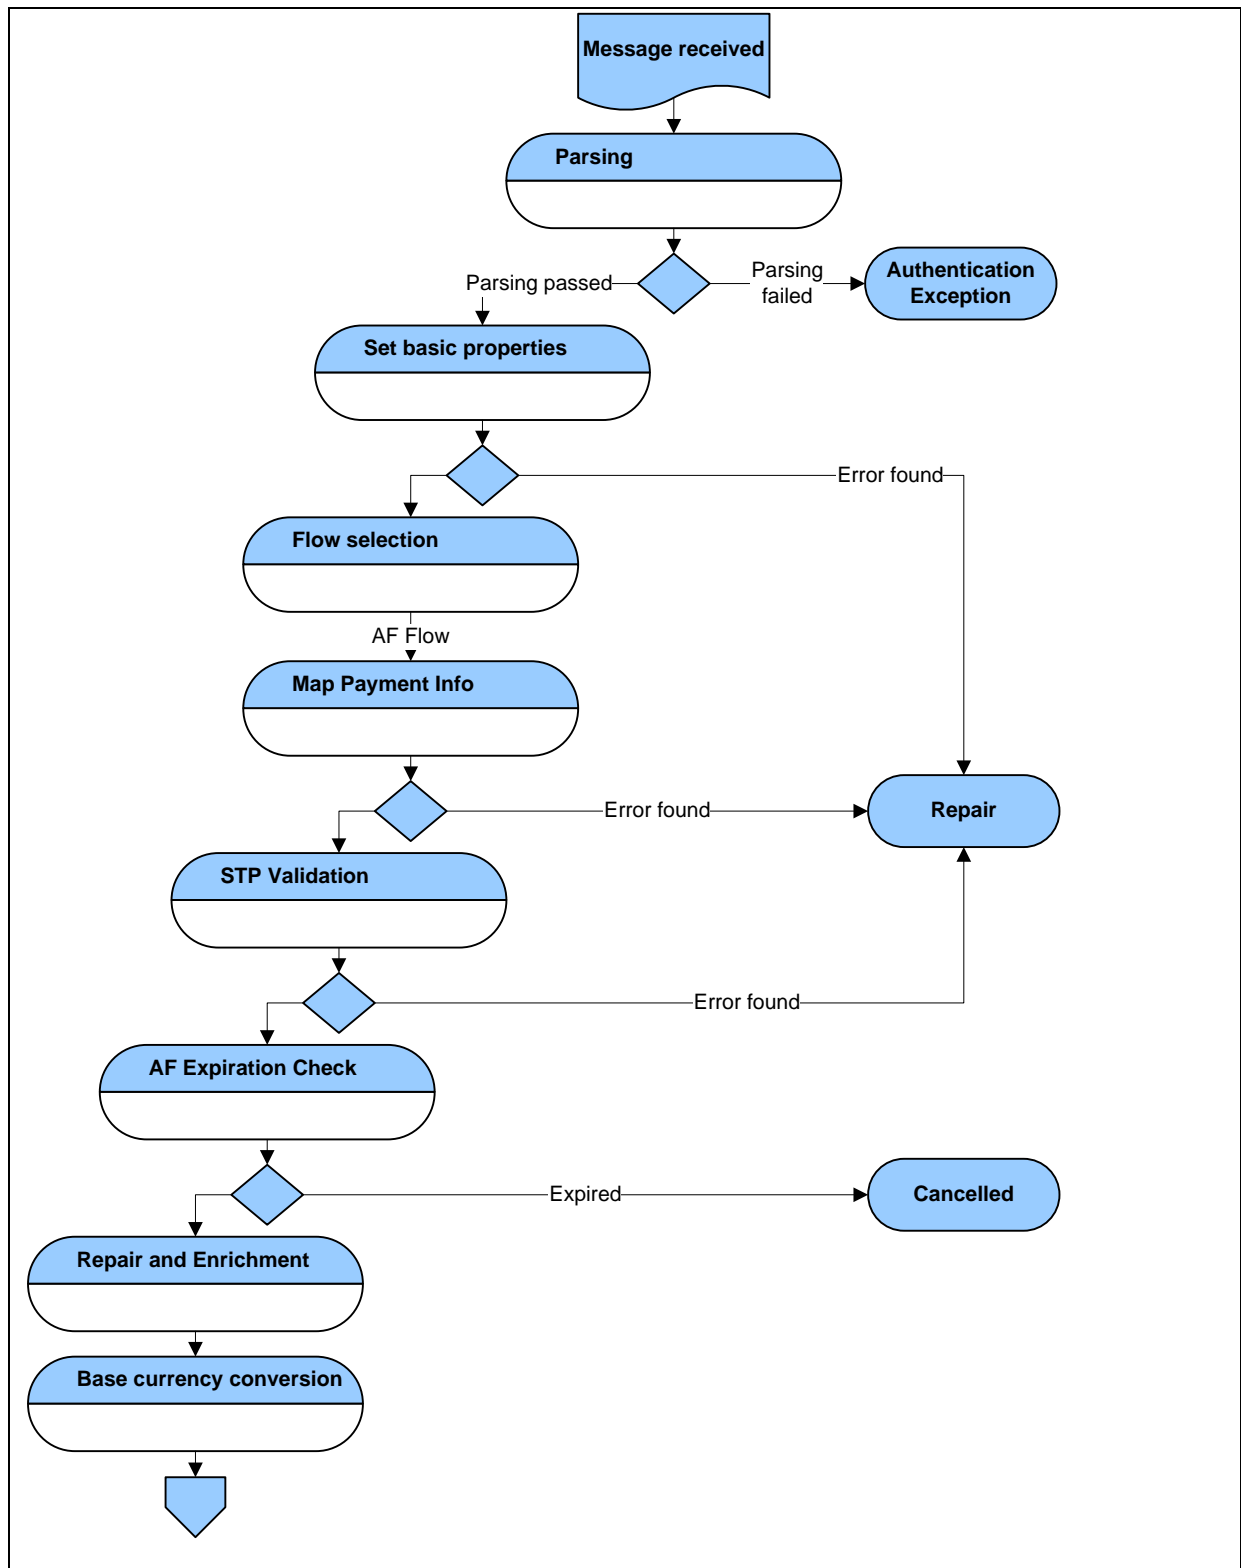 Message received
Parsing
Parsing passed
Parsing
failed
Authentication
Exception
Set basic properties
Error found
Flow selection
AF Flow
Map Payment Info
Error found
Repair
STP Validation
Error found
AF Expiration Check
Expired
Cancelled
Repair and Enrichment
Base currency conversion